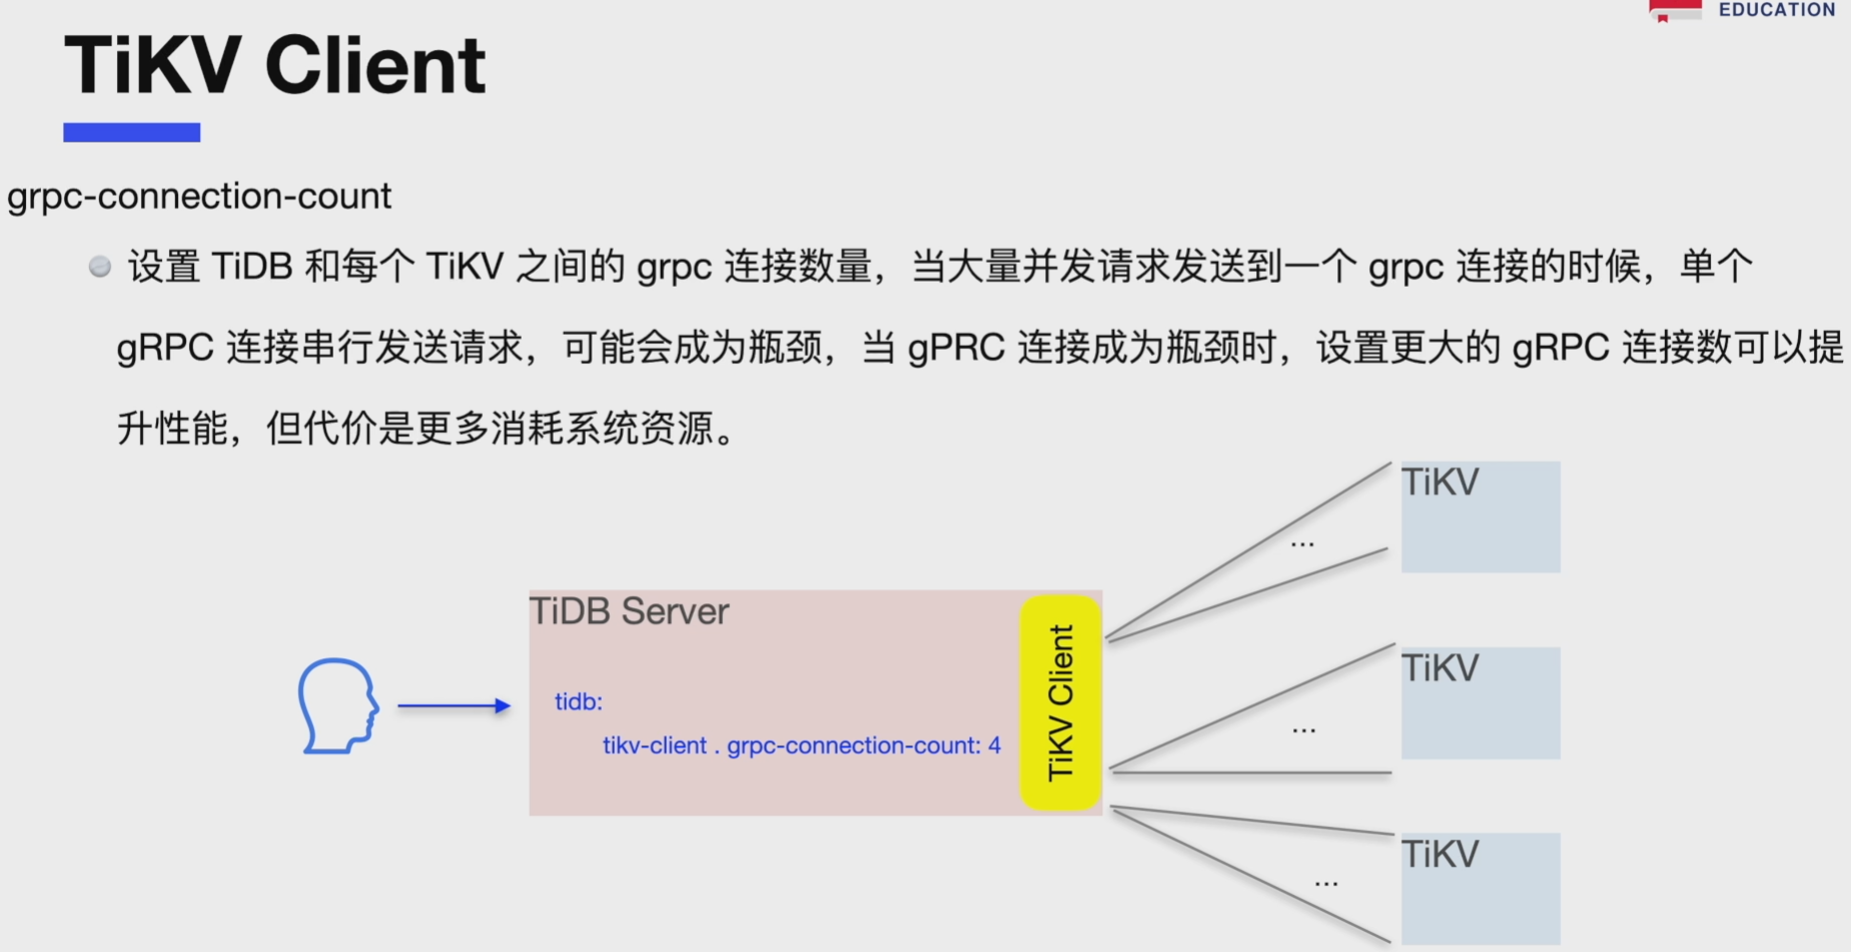 EDUCATION
TiKV Client
grpc-connection-count
设置 TiDB 和每个 TiKV 之间的 grpc 连接数量，当大量并发请求发送到一个 grpc 连接的时候，单个
gRPC 连接串行发送请求，可能会成为瓶颈，当 gPRC 连接成为瓶颈时，设置更大的 gRPC 连接数可以提
升性能，但代价是更多消耗系统资源。
TiKV
...
TiDB Server
TiKV Client
tidb:
tikv-client . grpc-connection-count: 4
TiKV
...
TiKV
...